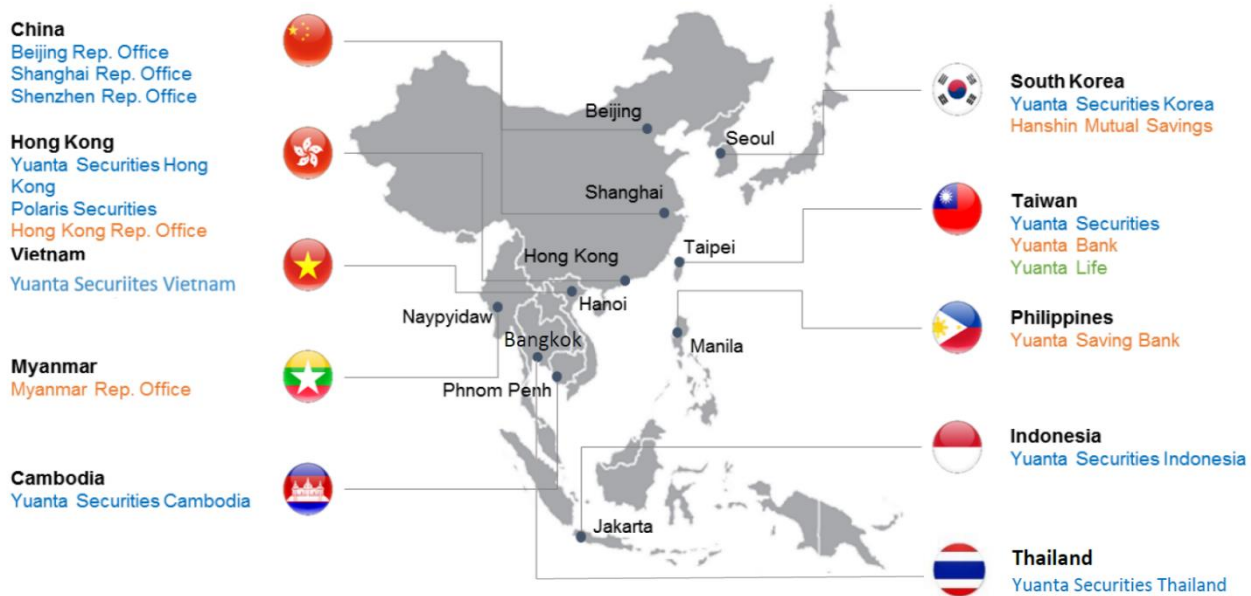 China
Beijing Rep. Office
Shanghai Rep. Office
Shenzhen Rep. Office
Hong Kong
Yuanta Securities Hong
Kong
Polaris Securities
Hong Kong Rep. Office
Vietnam
Yuanta Securiites Vietnam
Myanmar
Myanmar Rep. Office
Cambodia
Yuanta Securities Cambodia
Beijing
Seoul
Shanghai
Taipei
Hong Kong
Hanoi
Naypyidaw
Bangkok
Manila
Phnom Penh
Jakarta
South Korea
Yuanta Securities Korea
Hanshin Mutual Savings
Taiwan
Yuanta Securities
Yuanta Bank
Yuanta Life
Philippines
Yuanta Saving Bank
Indonesia
Yuanta Securities Indonesia
Thailand
Yuanta Securities Thailand